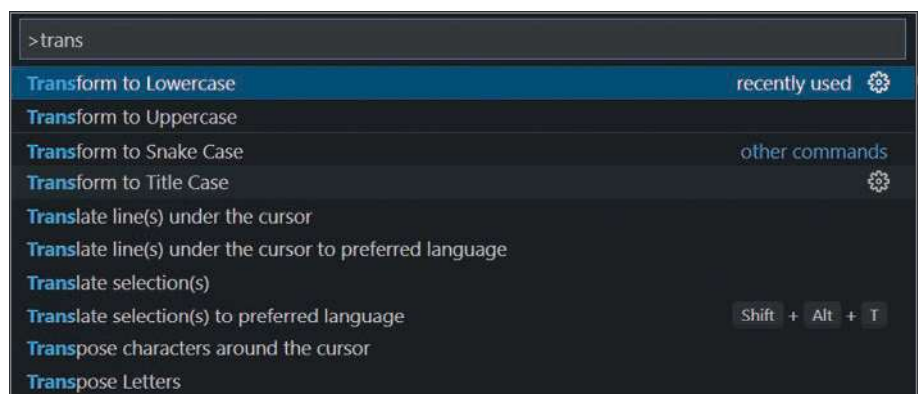 >trans
Transform to Lowercase recently used
Transform to Uppercase
Transform to Snake Case other commands
Transform to Title Case
Translate line(s) under the cursor
Translate line(s) under the cursor to preferred language
Translate selection(s)
Translate selection(s) to preferred language Shift + Alt + T
Transpose characters around the cursor
Transpose Letters